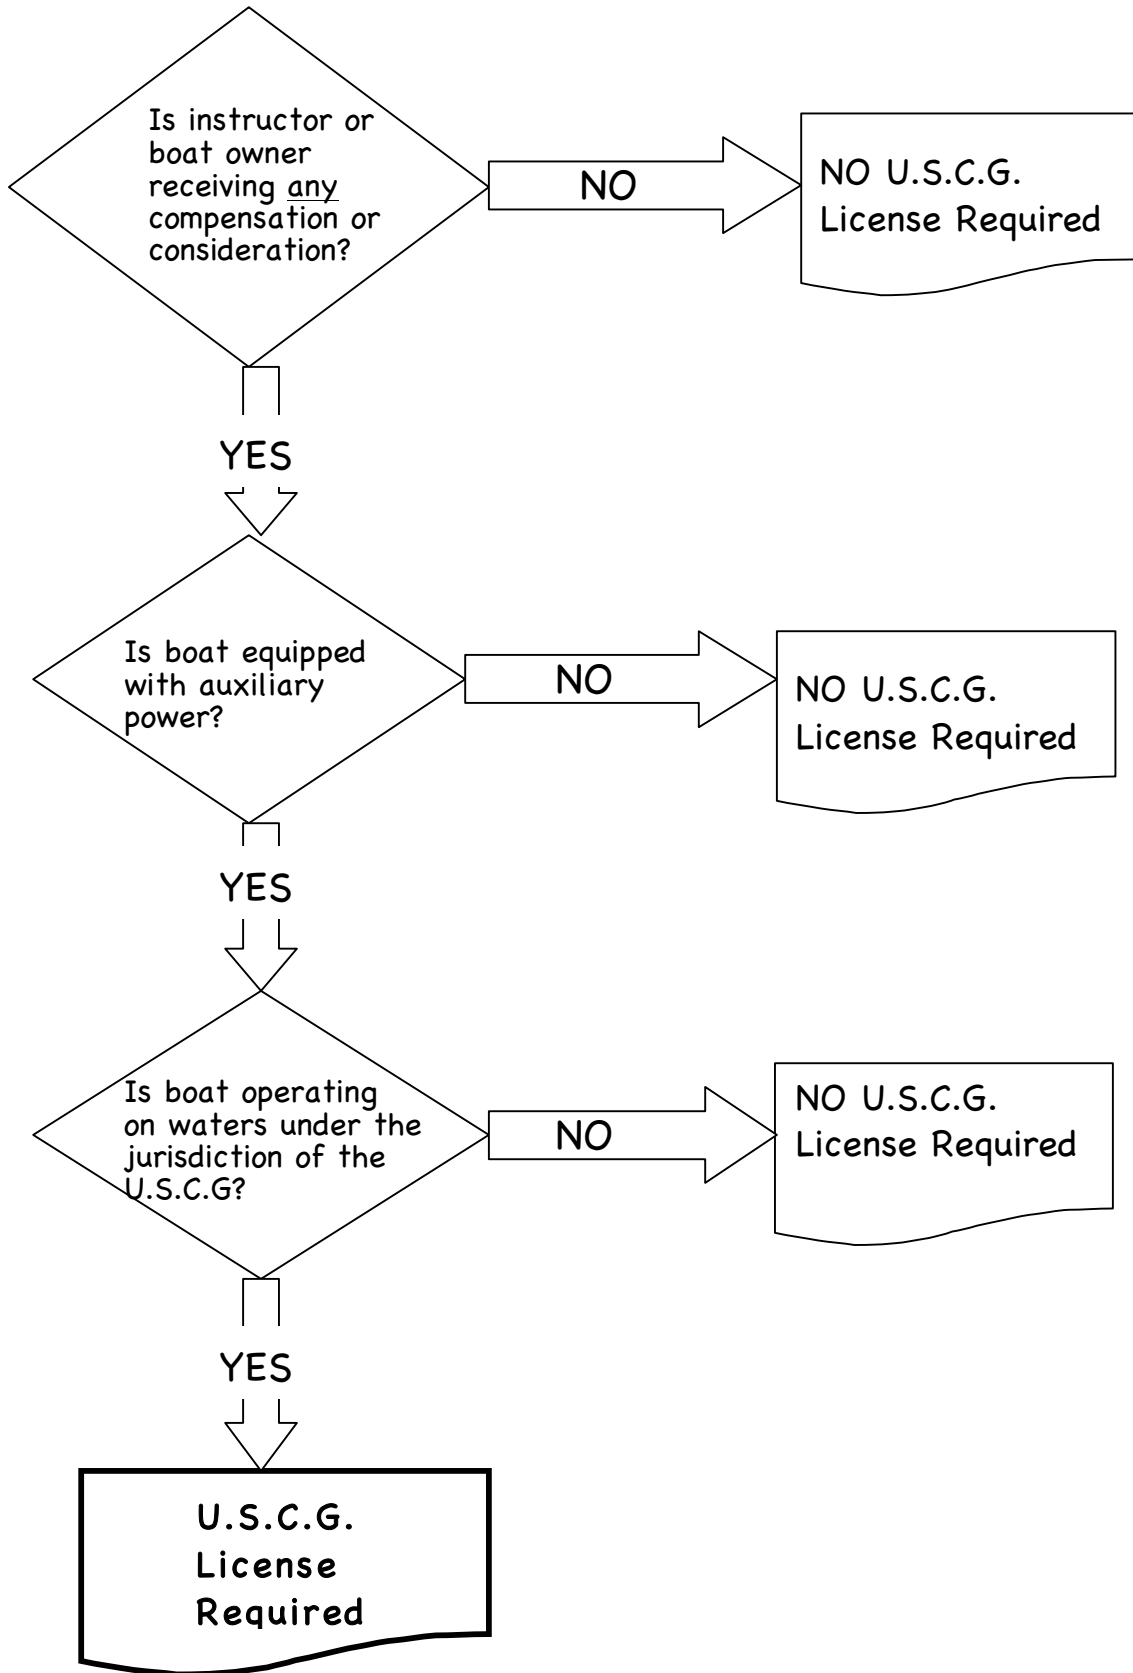 Is instructor or
boat owner
receiving any
compensation or
consideration?
NO
NO U.S.C.G.
License Required
YES
Is boat equipped
with auxiliary
power?
NO
NO U.S.C.G.
License Required
YES
Is boat operating
on waters under the
jurisdiction of the
U.S.C.G?
NO
NO U.S.C.G.
License Required
YES
U.S.C.G.
License
Required